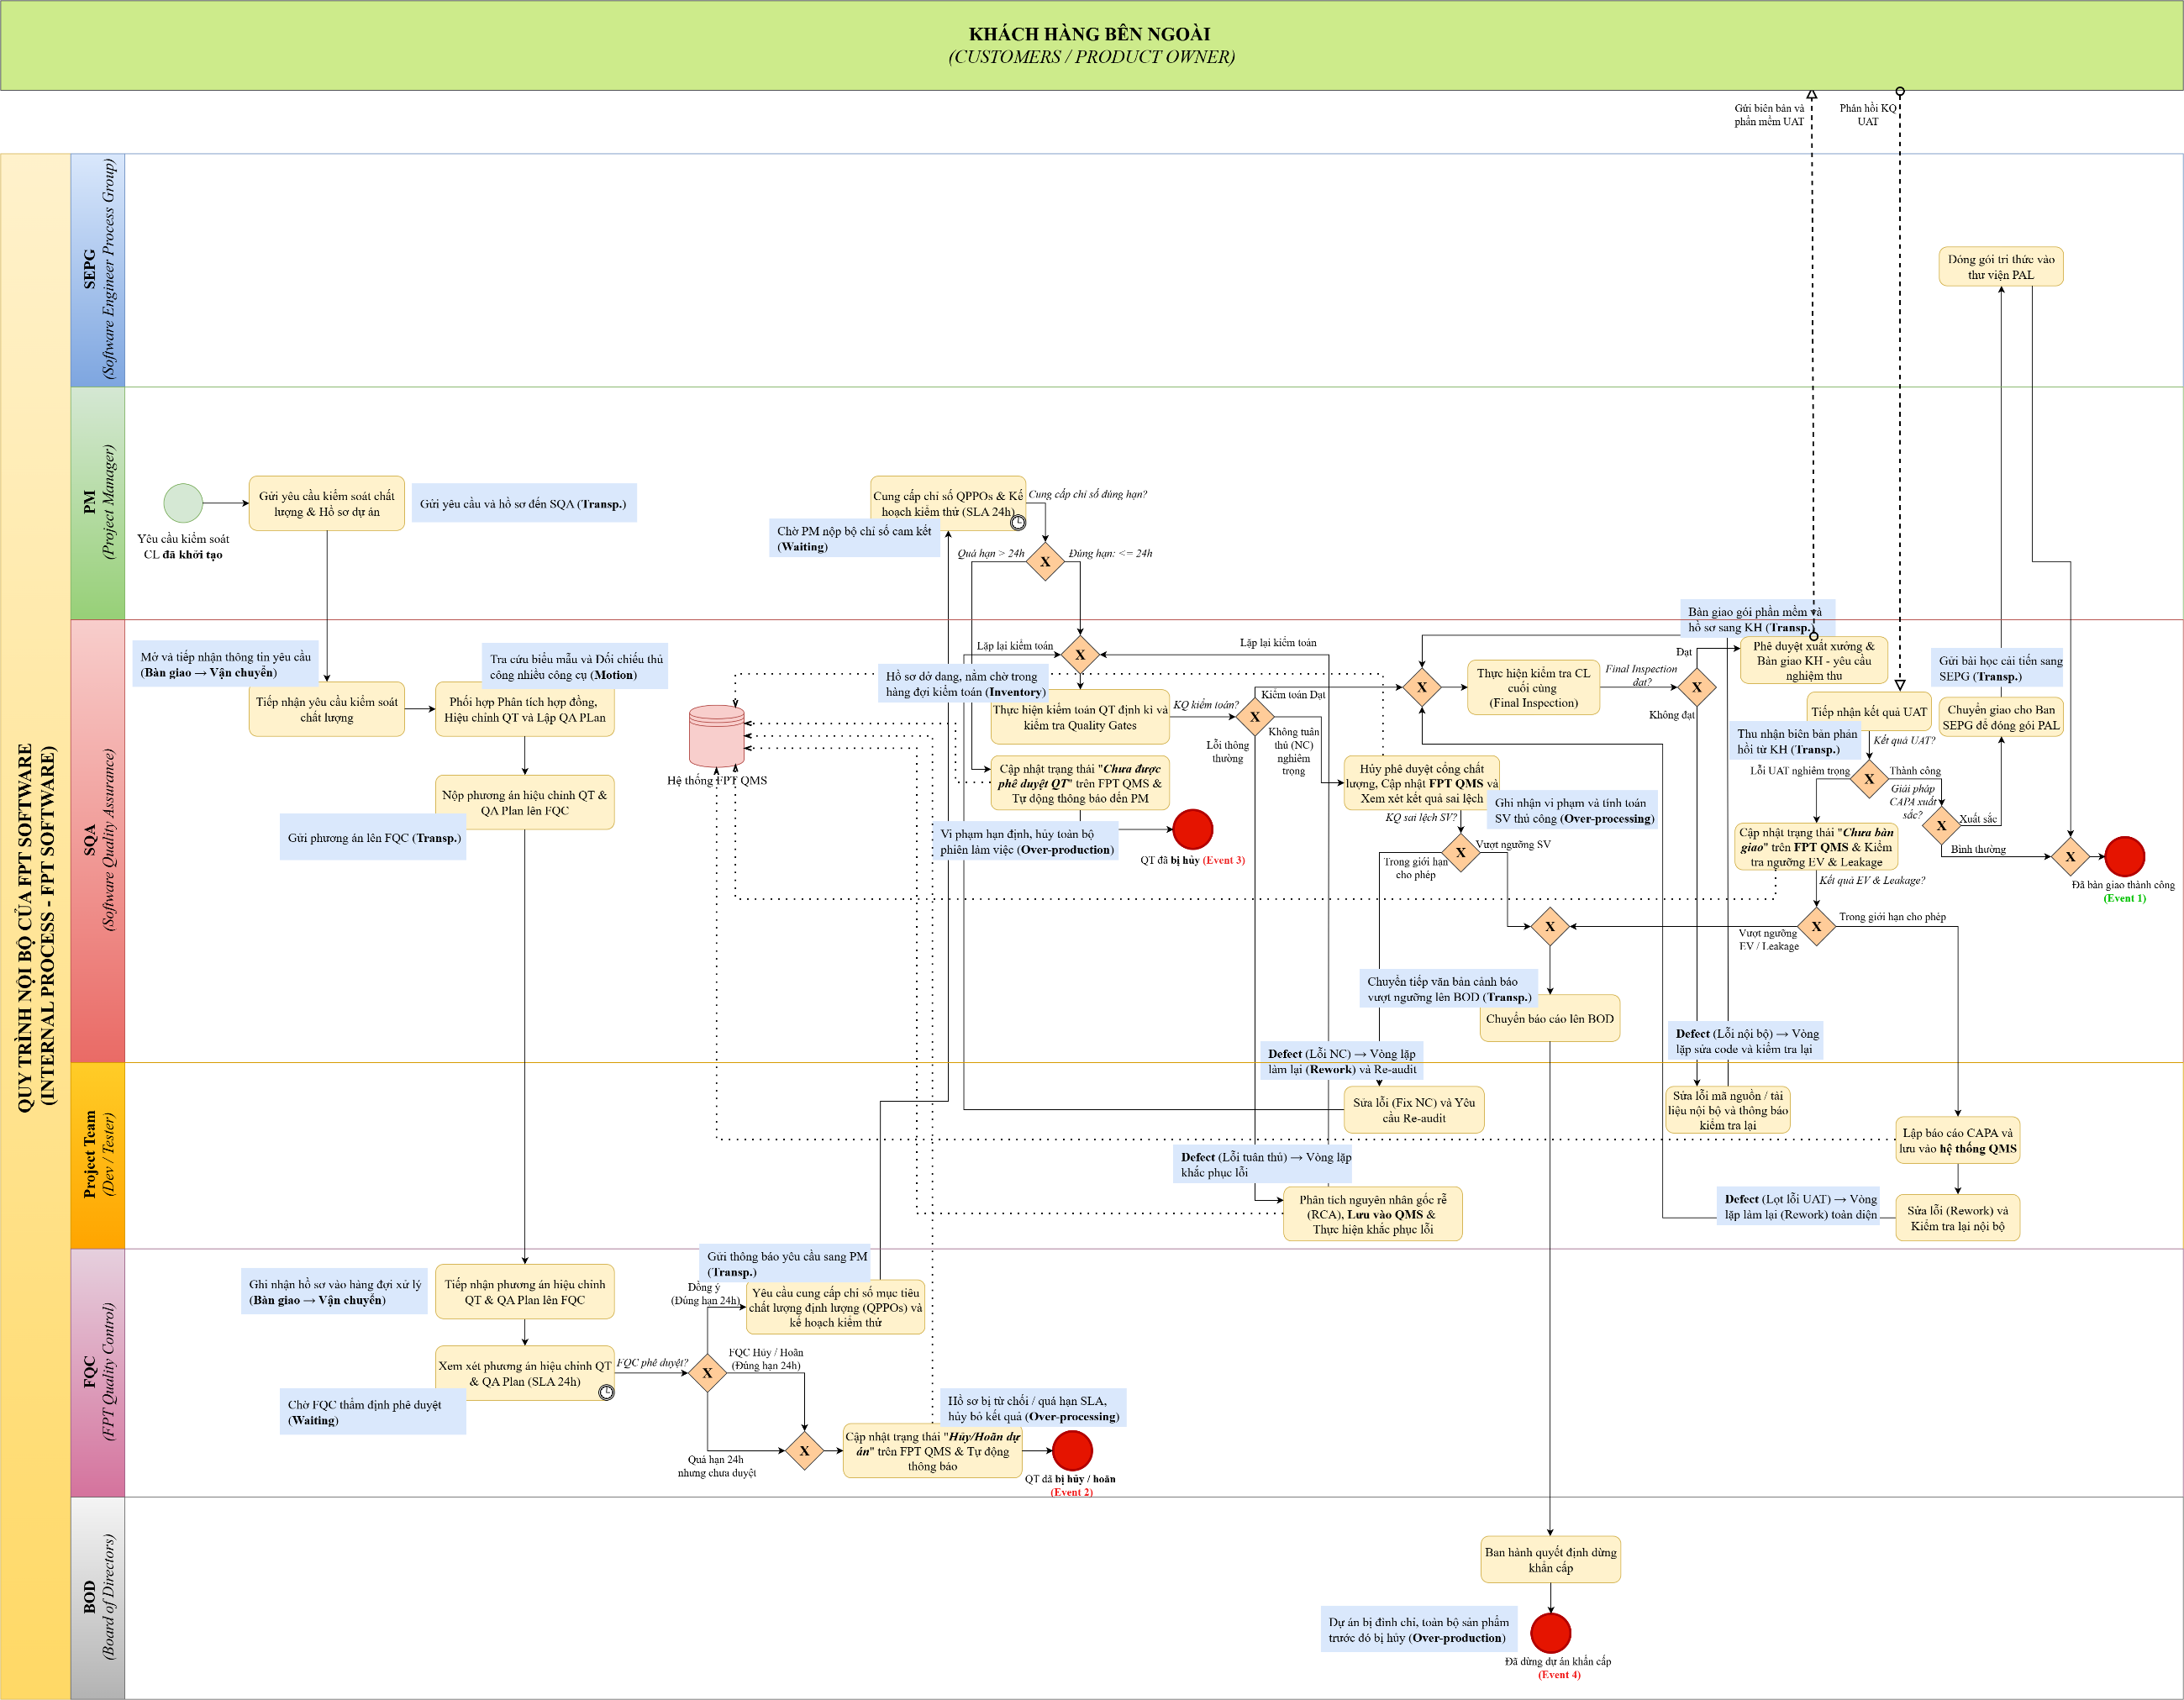 KHÁCH HÀNG BÊN NGOÀI
(CUSTOMERS / PRODUCT OWNER)
Gửi biên bản và
phần mềm UAT
Phản hồi KQ
UAT
QUY TRÌNH NỘI BỘ CỦA FPT SOFTWARE
(INTERNAL PROCESS - FPT SOFTWARE)
SEPG
(Software Engineer Process Group)
Đóng gói tri thức vào
thư viện PAL
PM
(Project Manager)
Yêu cầu kiểm soát
CL đã khởi tạo
Gửi yêu cầu kiểm soát chất
lượng & Hồ sơ dự án
Gửi yêu cầu và hồ sơ đến SQA (Transp.)
Cung cấp chỉ số QPPOs & Kế
hoạch kiểm thử (SLA 24h)
Cung cấp chỉ số đúng hạn?
Chờ PM nộp bộ chỉ số cam kết
(Waiting)
Quá hạn > 24h
X
Đúng hạn: <= 24h
SQA
(Software Quality Assurance)
Mở và tiếp nhận thông tin yêu cầu
(Bàn giao → Vận chuyển)
Tiếp nhận yêu cầu kiểm soát
chất lượng
Tra cứu biểu mẫu và Đối chiếu thủ
công nhiều công cụ (Motion)
Phối hợp Phân tích hợp đồng,
Hiệu chỉnh QT và Lập QA PLan
Nộp phương án hiệu chỉnh QT &
QA Plan lên FQC
Gửi phương án lên FQC (Transp.)
Hệ thống FPT QMS
Lặp lại kiểm toán
X
Lặp lại kiểm toán
Hồ sơ dở dang, nằm chờ trong
hàng đợi kiểm toán (Inventory)
Thực hiện kiểm toán QT định kì và
kiểm tra Quality Gates
KQ kiểm toán?
X
Kiểm toán Đạt
Lỗi thông
thường
Không tuân
thủ (NC)
nghiêm
trọng
Cập nhật trạng thái "Chưa được
phê duyệt QT" trên FPT QMS &
Tự động thông báo đến PM
Vi phạm hạn định, hủy toàn bộ
phiên làm việc (Over-production)
QT đã bị hủy (Event 3)
X
Thực hiện kiểm tra CL
cuối cùng
(Final Inspection)
Final Inspection
đạt?
X
Đạt
Không đạt
Hủy phê duyệt cổng chất
lượng, Cập nhật FPT QMS và
Xem xét kết quả sai lệch
Ghi nhận vi phạm và tính toán
SV thủ công (Over-processing)
KQ sai lệch SV?
X
Vượt ngưỡng SV
Trong giới hạn
cho phép
Bàn giao gói phần mềm và
hồ sơ sang KH (Transp.)
Phê duyệt xuất xưởng &
Bàn giao KH - yêu cầu
nghiệm thu
Tiếp nhận kết quả UAT
Thu nhận biên bản phản
hồi từ KH (Transp.)
Kết quả UAT?
Lỗi UAT nghiêm trọng
X
Thành công
Giải pháp
CAPA xuất
sắc?
X
Xuất sắc
Bình thường
Gửi bài học cải tiến sang
SEPG (Transp.)
Chuyển giao cho Ban
SEPG để đóng gói PAL
X
Đã bàn giao thành công
(Event 1)
Cập nhật trạng thái "Chưa bàn
giao" trên FPT QMS & Kiểm
tra ngưỡng EV & Leakage
Kết quả EV & Leakage?
X
X
Vượt ngưỡng
EV / Leakage
Trong giới hạn cho phép
Chuyển tiếp văn bản cảnh báo
vượt ngưỡng lên BOD (Transp.)
Chuyển báo cáo lên BOD
Defect (Lỗi nội bộ) → Vòng
lặp sửa code và kiểm tra lại
Defect (Lỗi NC) → Vòng lặp
làm lại (Rework) và Re-audit
Project Team
(Dev / Tester)
Sửa lỗi (Fix NC) và Yêu
cầu Re-audit
Sửa lỗi mã nguồn / tài
liệu nội bộ và thông báo
kiểm tra lại
Lập báo cáo CAPA và
lưu vào hệ thống QMS
Defect (Lỗi tuân thủ) → Vòng lặp
khắc phục lỗi
Phân tích nguyên nhân gốc rễ
(RCA), Lưu vào QMS &
Thực hiện khắc phục lỗi
Defect (Lọt lỗi UAT) → Vòng
lặp làm lại (Rework) toàn diện
Sửa lỗi (Rework) và
Kiểm tra lại nội bộ
FQC
(FPT Quality Control)
Ghi nhận hồ sơ vào hàng đợi xử lý
(Bàn giao → Vận chuyển)
Tiếp nhận phương án hiệu chỉnh
QT & QA Plan lên FQC
Xem xét phương án hiệu chỉnh QT
& QA Plan (SLA 24h)
Chờ FQC thẩm định phê duyệt
(Waiting)
FQC phê duyệt?
X
Gửi thông báo yêu cầu sang PM
(Transp.)
Đồng ý
(Đúng hạn 24h)
Yêu cầu cung cấp chỉ số mục tiêu
chất lượng định lượng (QPPOs) và
kế hoạch kiểm thử
FQC Hủy / Hoãn
(Đúng hạn 24h)
Quá hạn 24h
nhưng chưa duyệt
X
Cập nhật trạng thái "Hủy/Hoãn dự
án" trên FPT QMS & Tự động
thông báo
Hồ sơ bị từ chối / quá hạn SLA,
hủy bỏ kết quả (Over-processing)
QT đã bị hủy / hoãn
(Event 2)
BOD
(Board of Directors)
Ban hành quyết định dừng
khẩn cấp
Dự án bị đình chỉ, toàn bộ sản phẩm
trước đó bị hủy (Over-production)
Đã dừng dự án khẩn cấp
(Event 4)